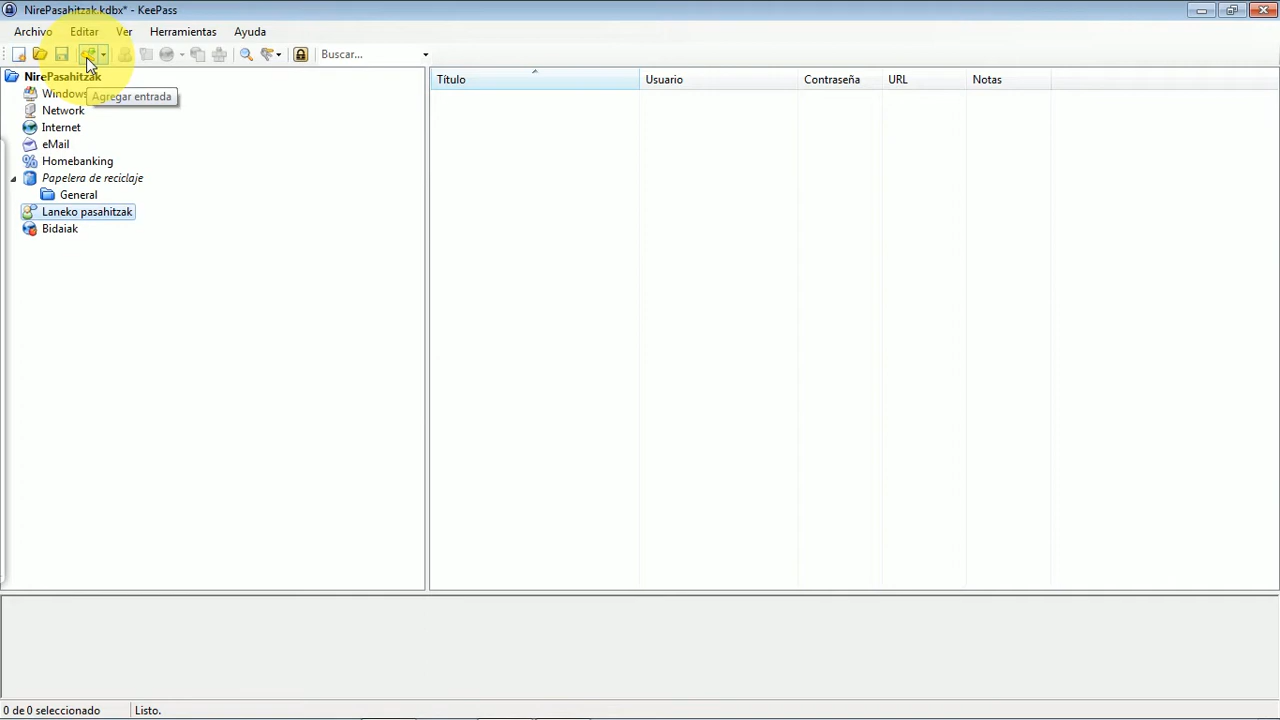 NirePasahitzak.kdbx* - KeePass
Archivo Editar Ver Herramientas Ayuda
Buscar...
NirePasahitzak
Windows
Agregar entrada
Network
Internet
eMail
Homebanking
Papelera de reciclaje
General
Laneko pasahitzak
Bidaiak
Título Usuario Contraseña URL Notas
0 de 0 seleccionado Listo.